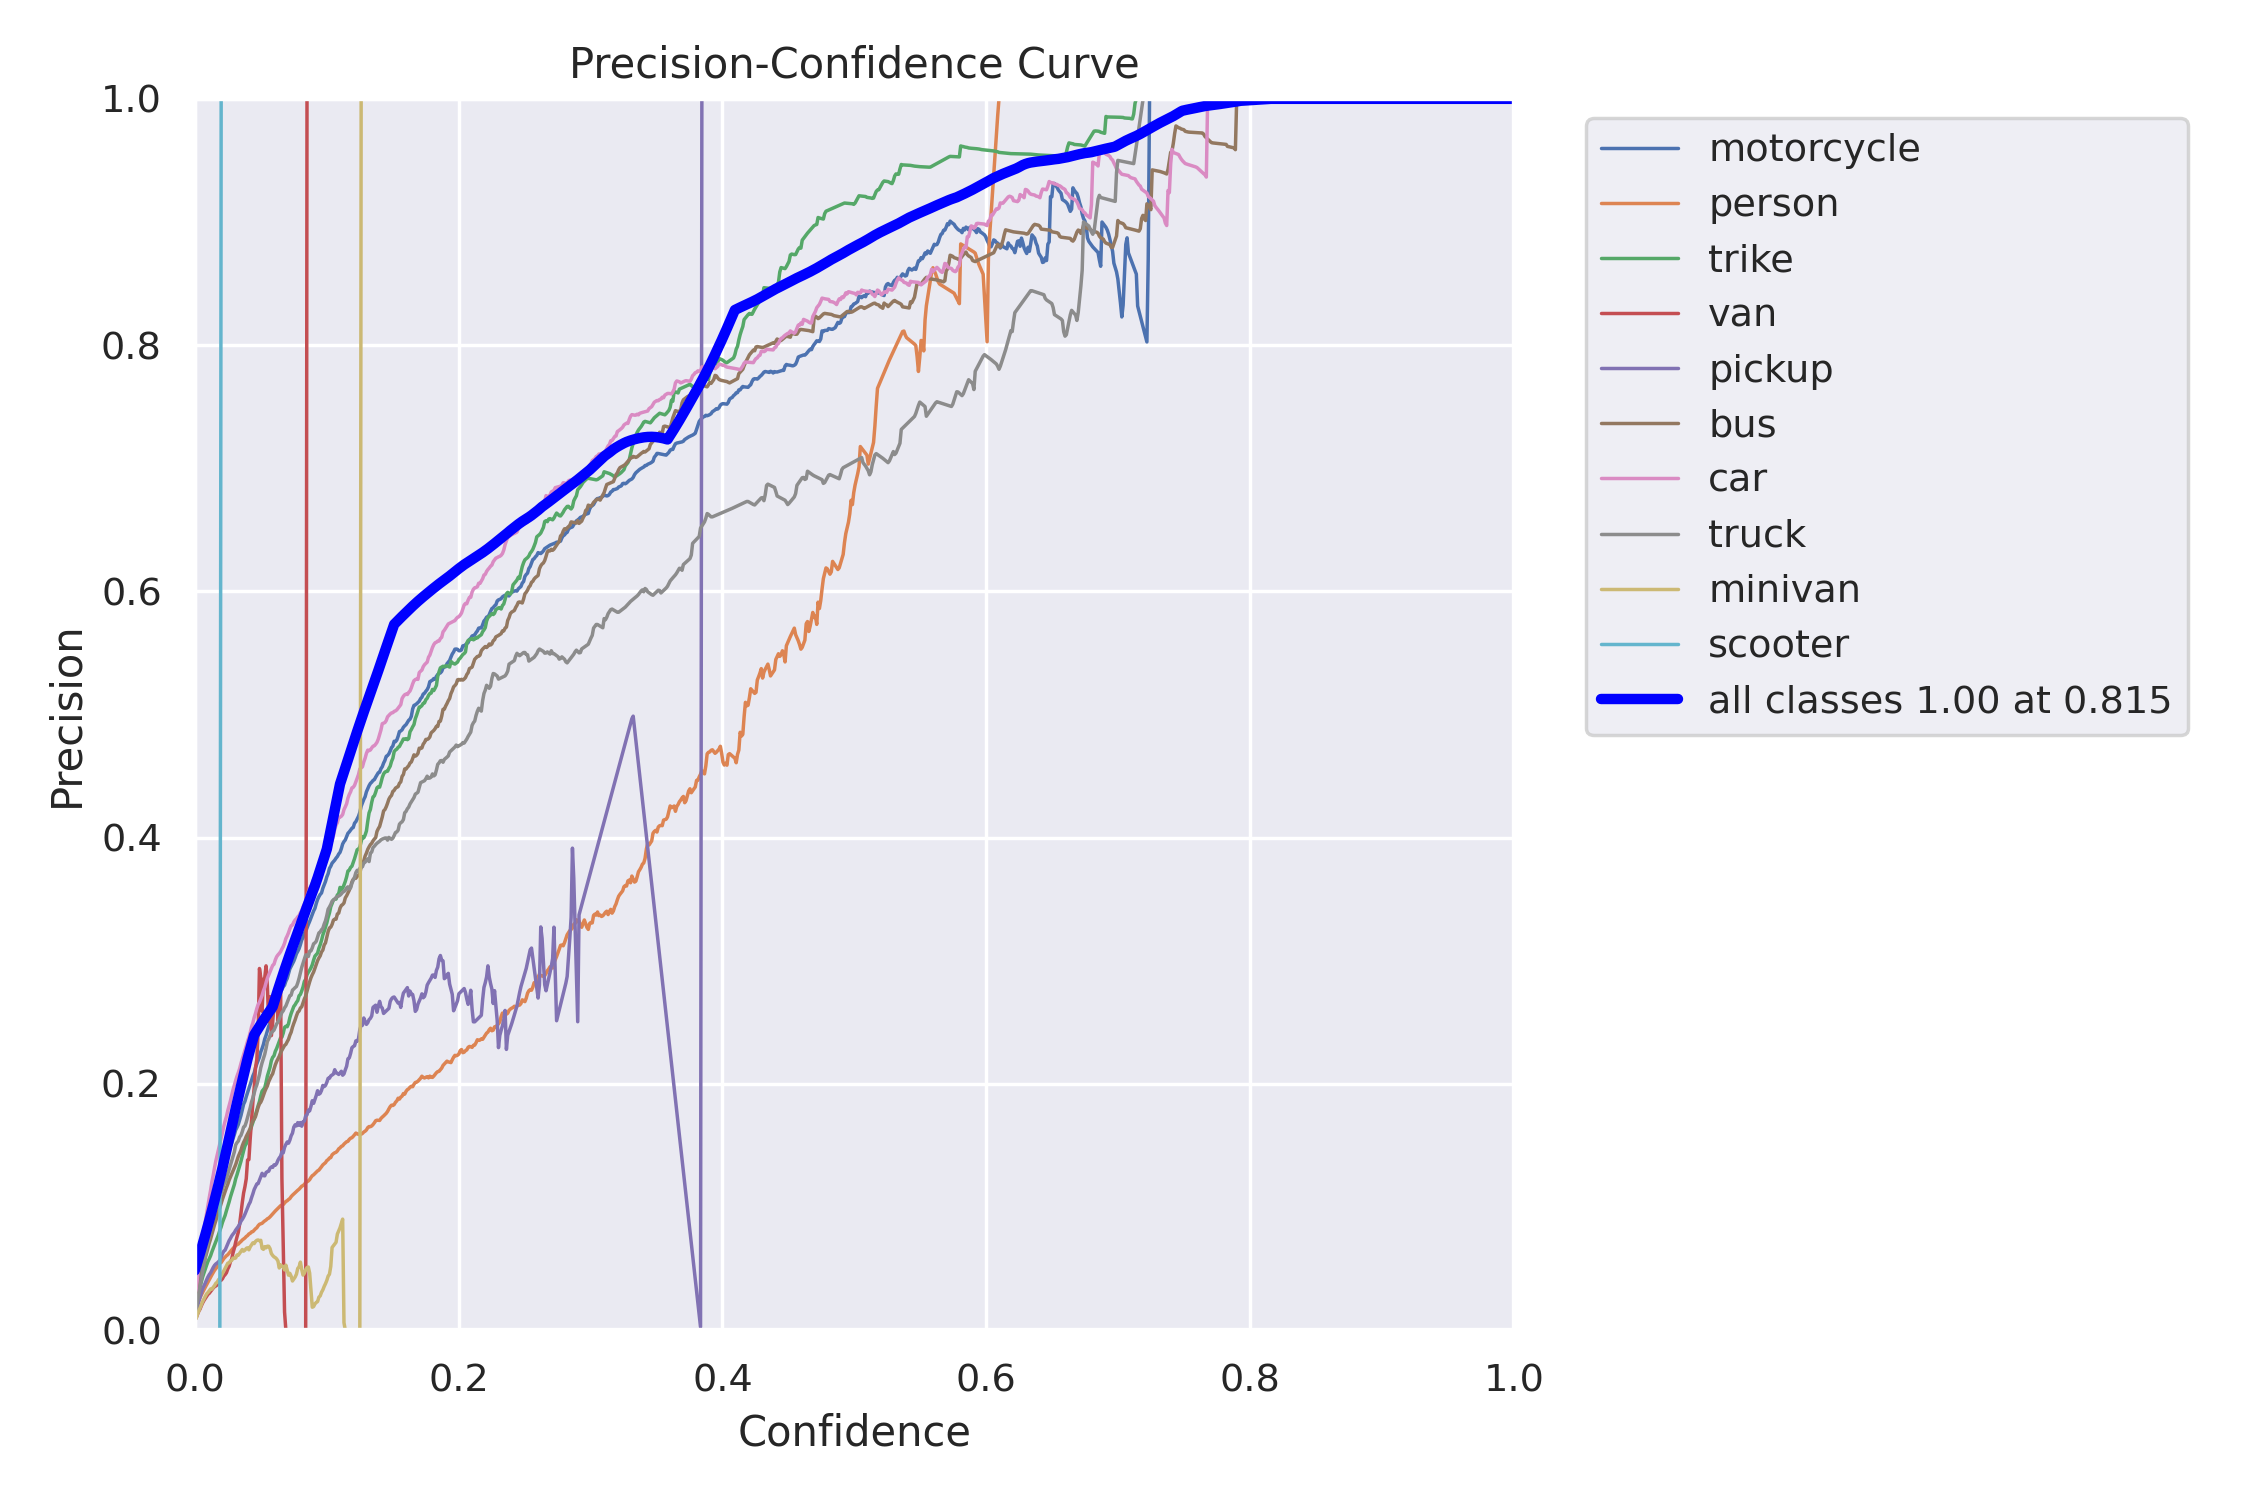 Precision-Confidence Curve
1.0
0.8
0.6
0.4
0.2
0.0
Precision
0.0 0.2 0.4 0.6 0.8 1.0
Confidence
motorcycle
person
trike
van
pickup
bus
car
truck
minivan
scooter
all classes 1.00 at 0.815